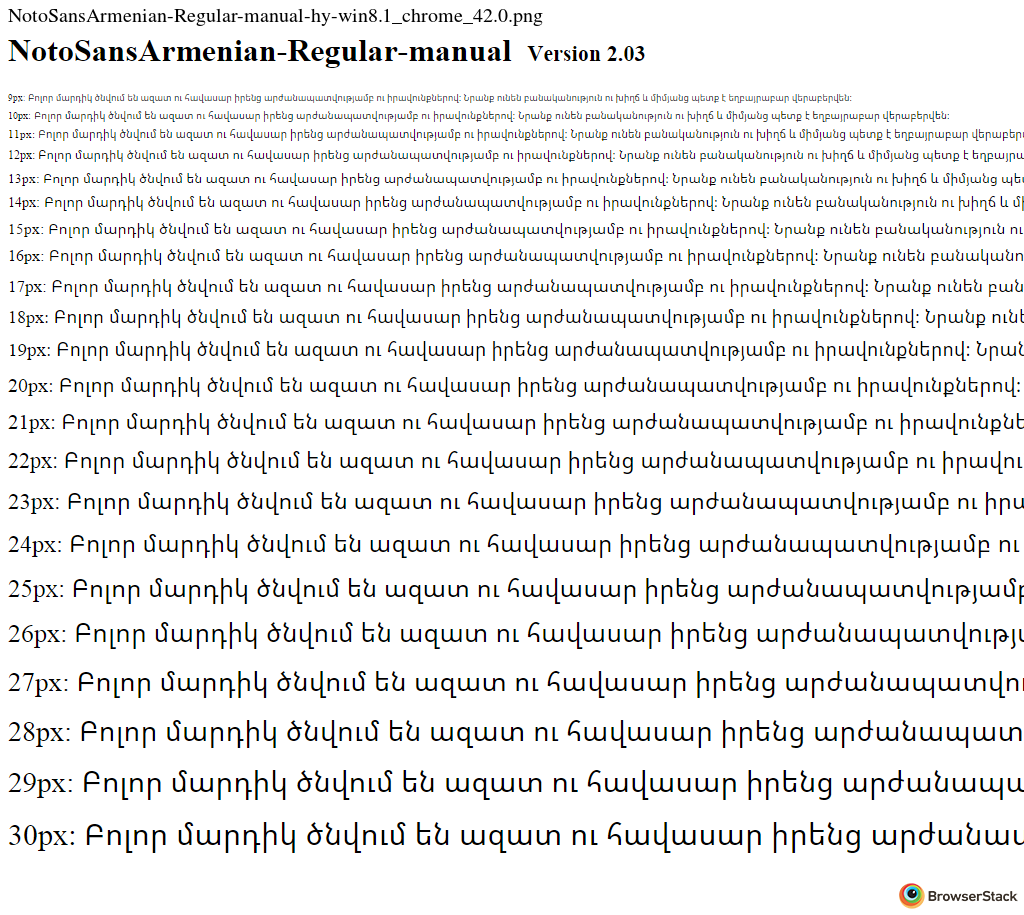 NotoSansArmenian-Regular-manual-hy-win8.1_chrome_42.0.png
NotoSansArmenian-Regular-manual Version 2.03
9px: Բոլոր մարդիկ ծնվում են ազատ ու հավասար իրենց արժանապատվությամբ ու իրավունքներով։ Նրանք ունեն բանականություն ու խիղճ և միմյանց պետք է եղբայրաբար վերաբերվեն։
10px: Բոլոր մարդիկ ծնվում են ազատ ու հավասար իրենց արժանապատվությամբ ու իրավունքներով։ Նրանք ունեն բանականություն ու խիղճ և միմյանց պետք է եղբայրաբար վերաբերվեն։
11px: Բոլոր մարդիկ ծնվում են ազատ ու հավասար իրենց արժանապատվությամբ ու իրավունքներով։ Նրանք ունեն բանականություն ու խիղճ և միմյանց պետք է եղբայրաբար վերաբեր
12px: Բոլոր մարդիկ ծնվում են ազատ ու հավասար իրենց արժանապատվությամբ ու իրավունքներով։ Նրանք ունեն բանականություն ու խիղճ և միմյանց պետք է եղբայրա
13px: Բոլոր մարդիկ ծնվում են ազատ ու հավասար իրենց արժանապատվությամբ ու իրավունքներով։ Նրանք ունեն բանականություն ու խիղճ և միմյանց պե
14px: Բոլոր մարդիկ ծնվում են ազատ ու հավասար իրենց արժանապատվությամբ ու իրավունքներով։ Նրանք ունեն բանականություն ու խիղճ և մի
15px: Բոլոր մարդիկ ծնվում են ազատ ու հավասար իրենց արժանապատվությամբ ու իրավունքներով։ Նրանք ունեն բանականություն ու
16px: Բոլոր մարդիկ ծնվում են ազատ ու հավասար իրենց արժանապատվությամբ ու իրավունքներով։ Նրանք ունեն բանականո
17px: Բոլոր մարդիկ ծնվում են ազատ ու հավասար իրենց արժանապատվությամբ ու իրավունքներով։ Նրանք ունեն բան
18px: Բոլոր մարդիկ ծնվում են ազատ ու հավասար իրենց արժանապատվությամբ ու իրավունքներով։ Նրանք ունե
19px: Բոլոր մարդիկ ծնվում են ազատ ու հավասար իրենց արժանապատվությամբ ու իրավունքներով։ Նրան
20px: Բոլոր մարդիկ ծնվում են ազատ ու հավասար իրենց արժանապատվությամբ ու իրավունքներով։
21px: Բոլոր մարդիկ ծնվում են ազատ ու հավասար իրենց արժանապատվությամբ ու իրավունքնե
22px: Բոլոր մարդիկ ծնվում են ազատ ու հավասար իրենց արժանապատվությամբ ու իրավու
23px: Բոլոր մարդիկ ծնվում են ազատ ու հավասար իրենց արժանապատվությամբ ու իրա
24px: Բոլոր մարդիկ ծնվում են ազատ ու հավասար իրենց արժանապատվությամբ ու
25px: Բոլոր մարդիկ ծնվում են ազատ ու հավասար իրենց արժանապատվությամբ
26px: Բոլոր մարդիկ ծնվում են ազատ ու հավասար իրենց արժանապատվությ
27px: Բոլոր մարդիկ ծնվում են ազատ ու հավասար իրենց արժանապատվո
28px: Բոլոր մարդիկ ծնվում են ազատ ու հավասար իրենց արժանապատ
29px: Բոլոր մարդիկ ծնվում են ազատ ու հավասար իրենց արժանապա
30px: Բոլոր մարդիկ ծնվում են ազատ ու հավասար իրենց արժանա
BrowserStack